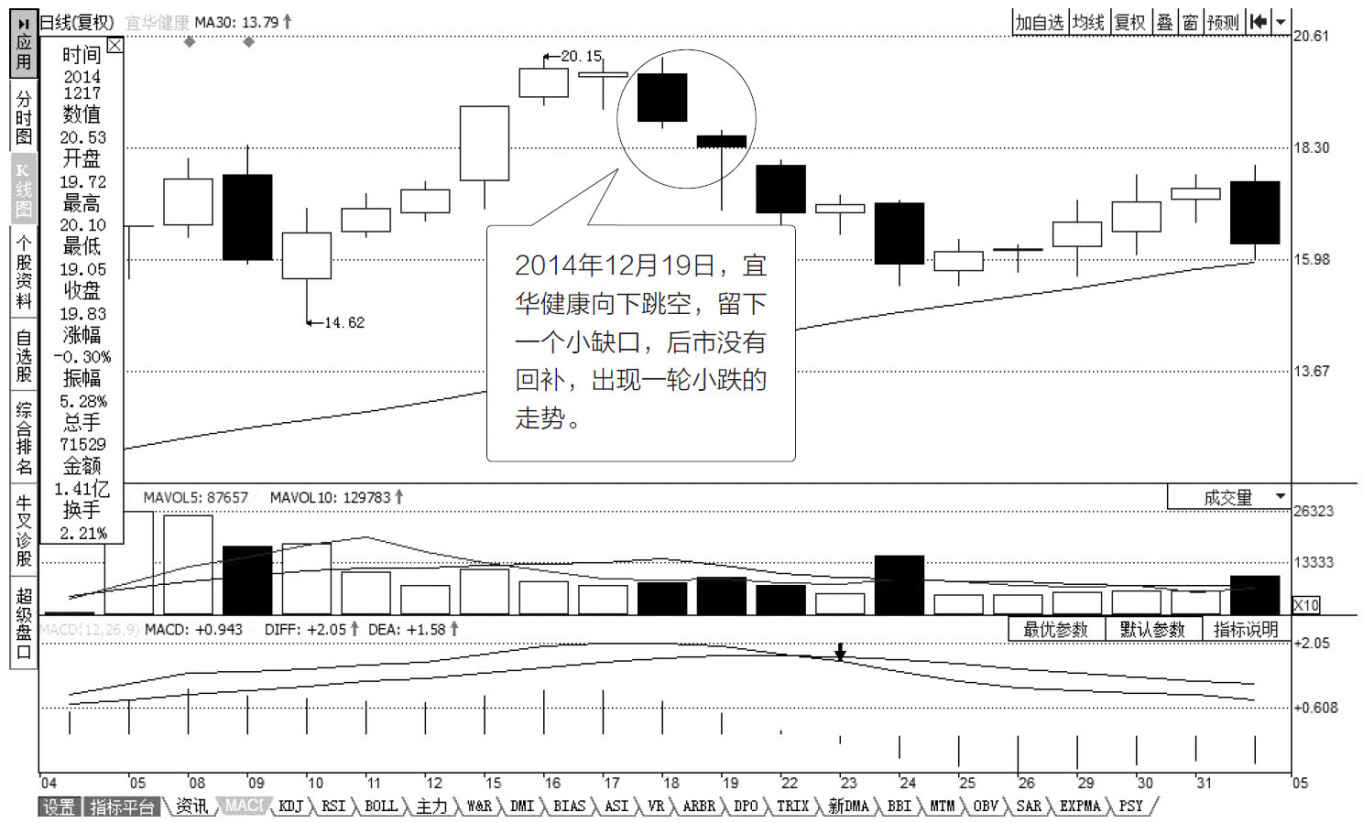 日线(复权) 宜华健康 MA30: 13.79↑
加自选 均线 复权 叠 窗 预测
应用
分时图
K线图
个股资料
自选股
综合排名
牛叉诊股
超级盘口
时间
2014
1217
数值
20.53
开盘
19.72
最高
20.10
最低
19.05
收盘
19.83
涨幅
-0.30%
振幅
5.28%
总手
71529
金额
1.41亿
换手
2.21%
20.61
18.30
15.98
13.67
20.15
14.62
2014年12月19日，宜
华健康向下跳空，留下
一个小缺口，后市没有
回补，出现一轮小跌的
走势。
MAVOL5: 87657 MAVOL10: 129783↑
成交量
26323
13333
X10
MACD(12,26,9) MACD: +0.943 DIFF: +2.05↑ DEA: +1.58↑
最优参数 默认参数 指标说明
+2.05
+0.608
04 05 08 09 10 11 12 15 16 17 18 19 22 23 24 25 26 29 30 31 05
设置 指标平台 资讯 MACD KDJ RSI BOLL 主力 W&R DMI BIAS ASI VR ARBR DPO TRIX 新DMA BBI MTM OBV SAR EXPMA PSY